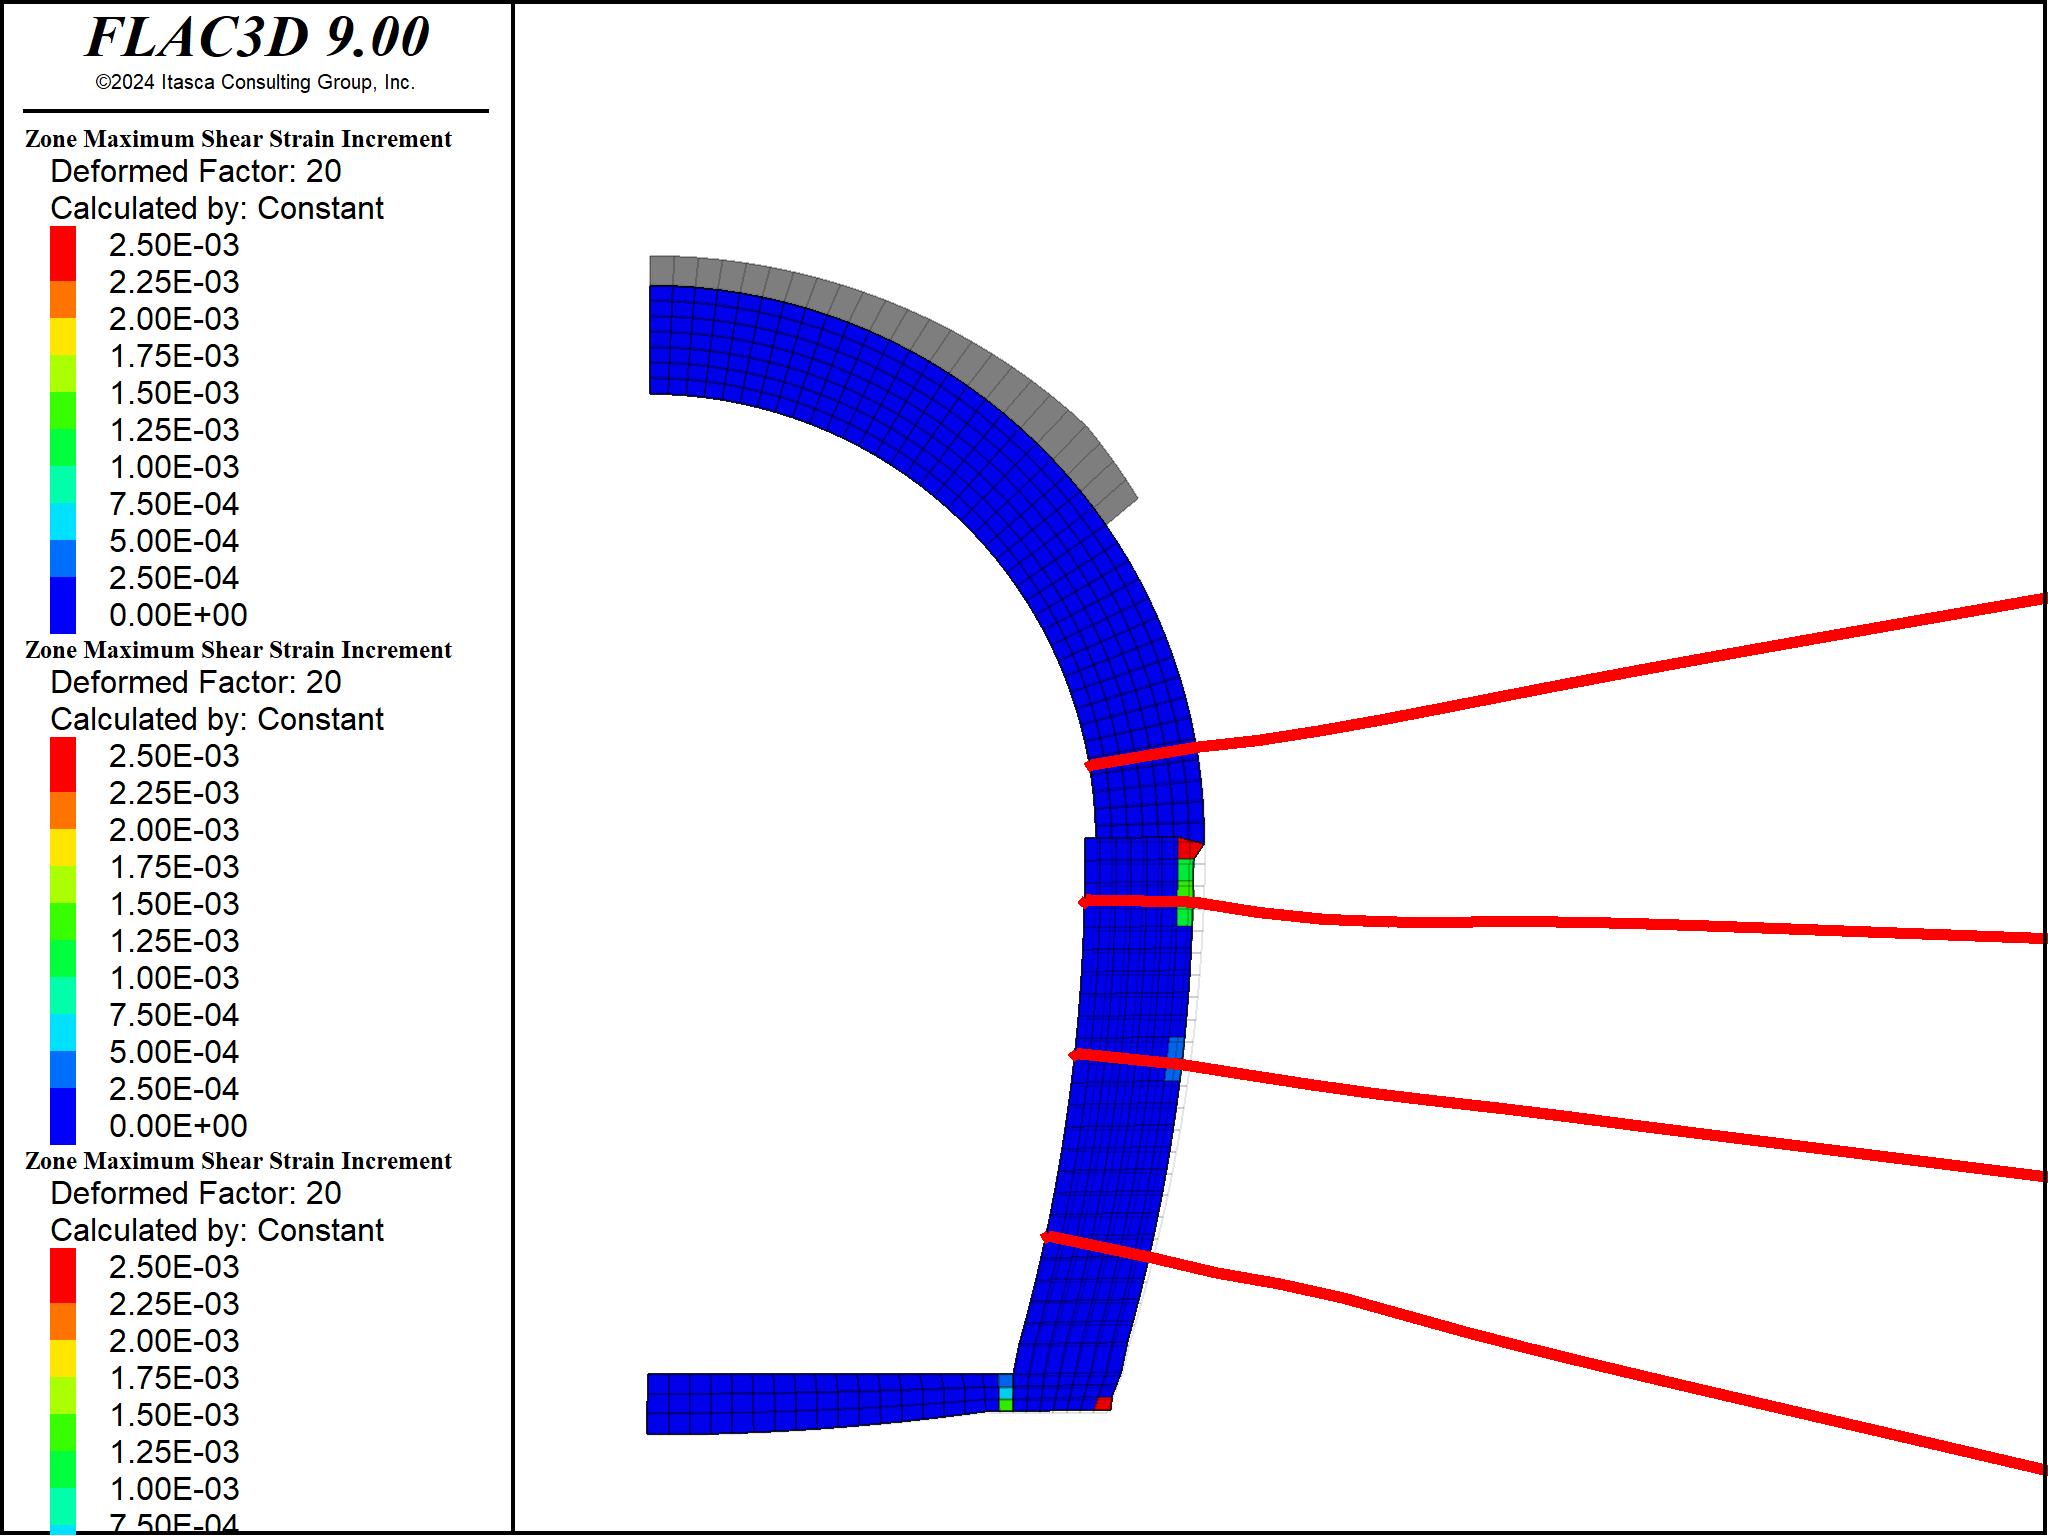 FLAC3D 9.00
©2024 Itasca Consulting Group, Inc.
Zone Maximum Shear Strain Increment
Deformed Factor: 20
Calculated by: Constant
2.50E-03
2.25E-03
2.00E-03
1.75E-03
1.50E-03
1.25E-03
1.00E-03
7.50E-04
5.00E-04
2.50E-04
0.00E+00
Zone Maximum Shear Strain Increment
Deformed Factor: 20
Calculated by: Constant
2.50E-03
2.25E-03
2.00E-03
1.75E-03
1.50E-03
1.25E-03
1.00E-03
7.50E-04
5.00E-04
2.50E-04
0.00E+00
Zone Maximum Shear Strain Increment
Deformed Factor: 20
Calculated by: Constant
2.50E-03
2.25E-03
2.00E-03
1.75E-03
1.50E-03
1.25E-03
1.00E-03
7.50E-04